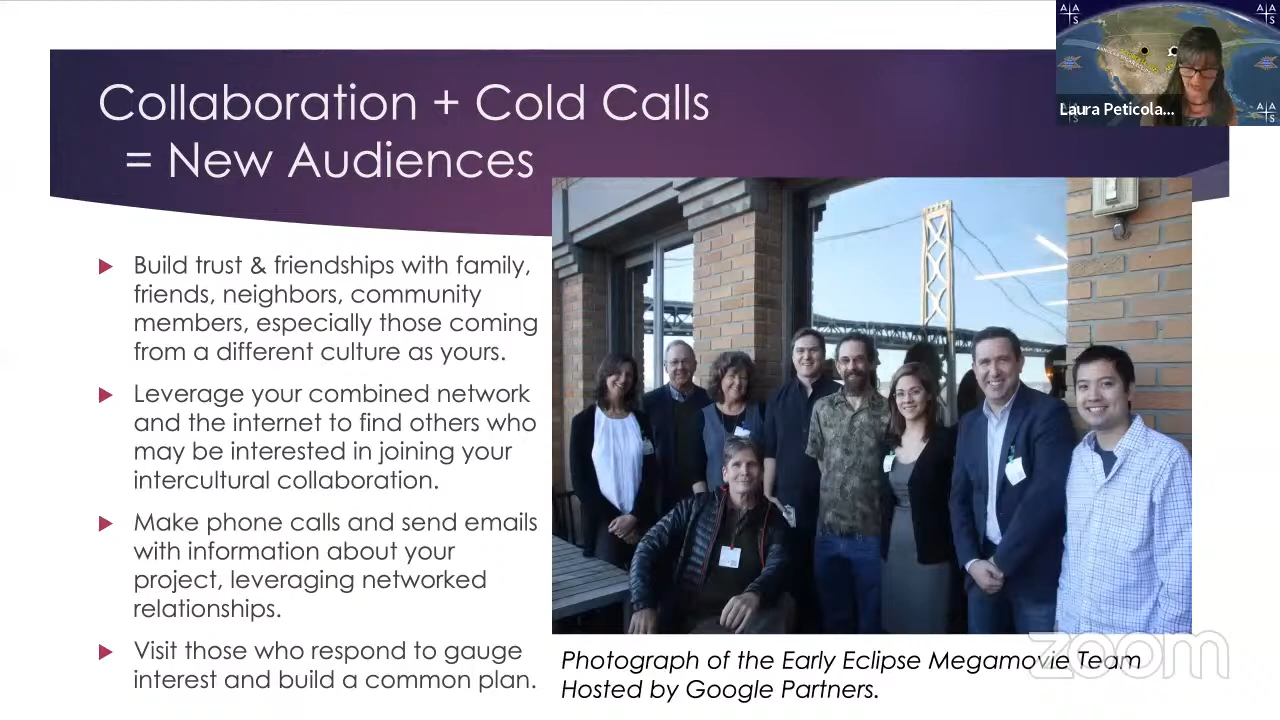 Collaboration + Cold Calls
= New Audiences
A A
S
A A
S
Laura Peticola...
A A
S
A A
S
Build trust & friendships with family,
friends, neighbors, community
members, especially those coming
from a different culture as yours.
Leverage your combined network
and the internet to find others who
may be interested in joining your
intercultural collaboration.
Make phone calls and send emails
with information about your
project, leveraging networked
relationships.
Visit those who respond to gauge
interest and build a common plan.
Photograph of the Early Eclipse Megamovie Team
Hosted by Google Partners.
zoom